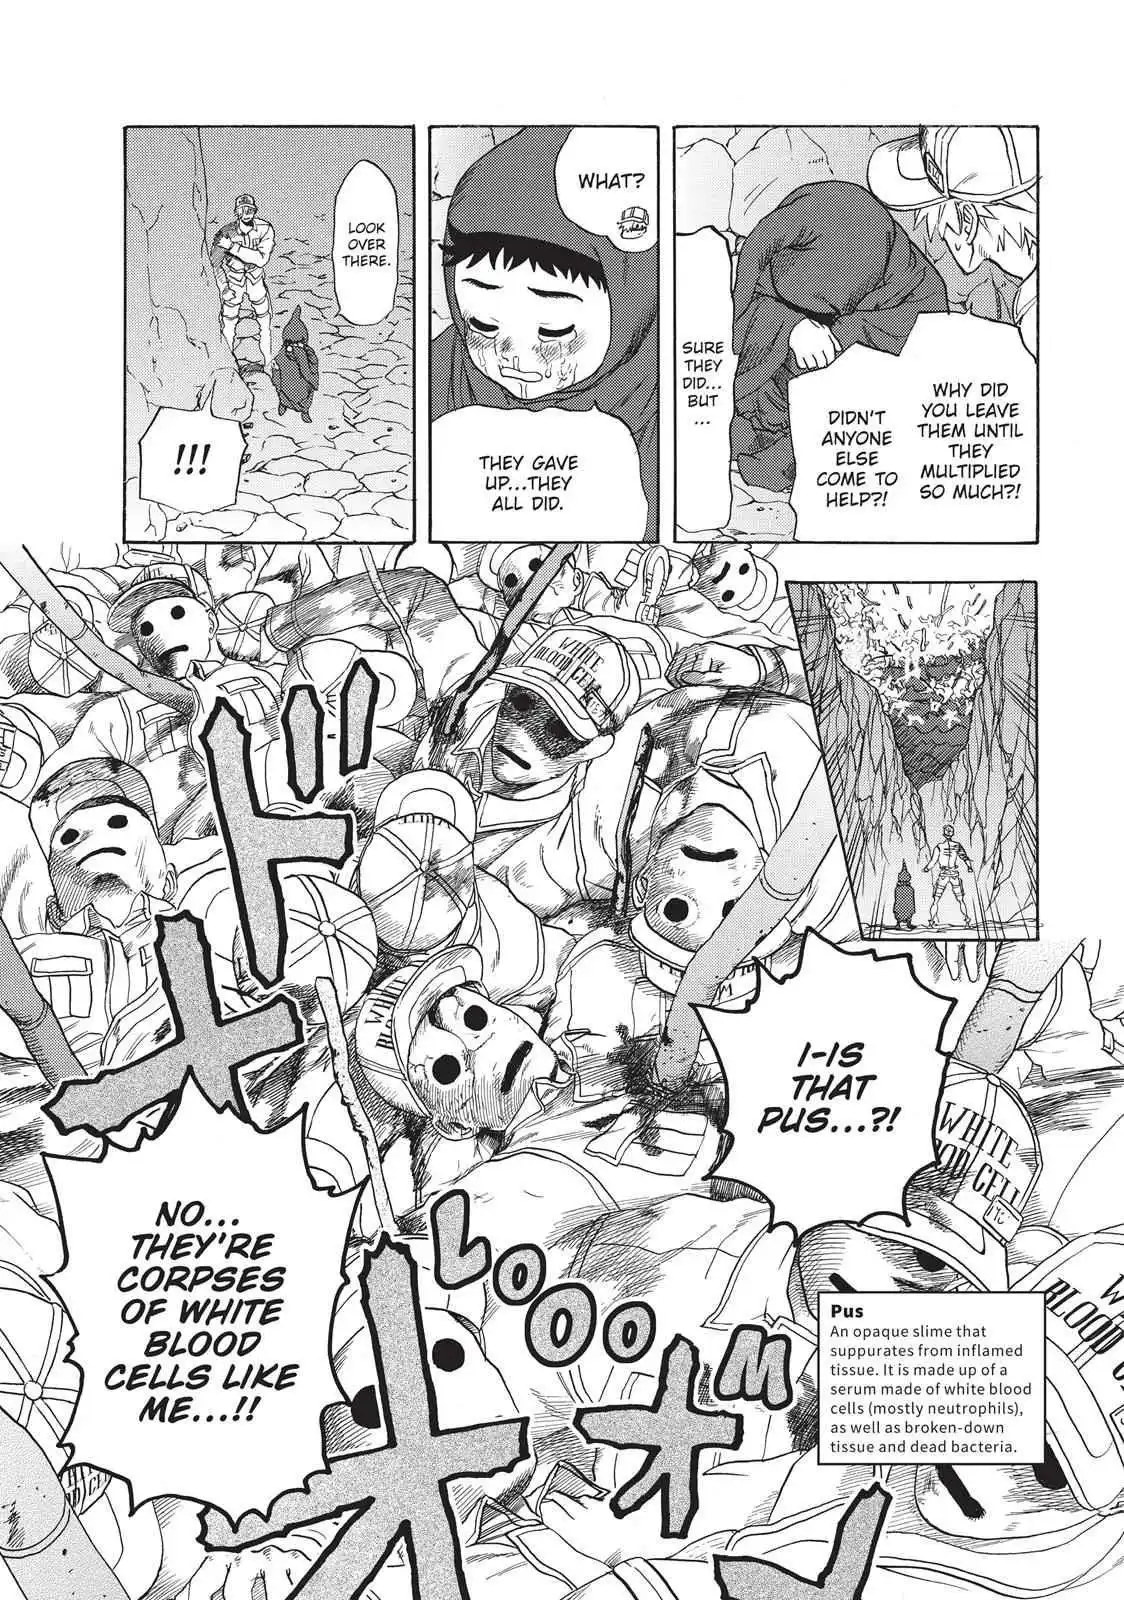 WHY DID
YOU LEAVE
THEM UNTIL
THEY
MULTIPLIED
SO MUCH?!
DIDN'T
ANYONE
ELSE
COME TO
HELP?!
SURE
THEY
DID...
BUT
...
WHAT?
THEY GAVE
UP...THEY
ALL DID.
LOOK
OVER
THERE.
!!!
WHITE
BLOOD CELL
I-IS
THAT
PUS...?!
WHITE
BLOOD
WHITE
BLOOD CELL
BLOOD
NO...
THEY'RE
CORPSES
OF WHITE
BLOOD
CELLS LIKE
ME...!!
LOOOOM
Pus
An opaque slime that
suppurates from inflamed
tissue. It is made up of a
serum made of white blood
cells (mostly neutrophils),
as well as broken-down
tissue and dead bacteria.